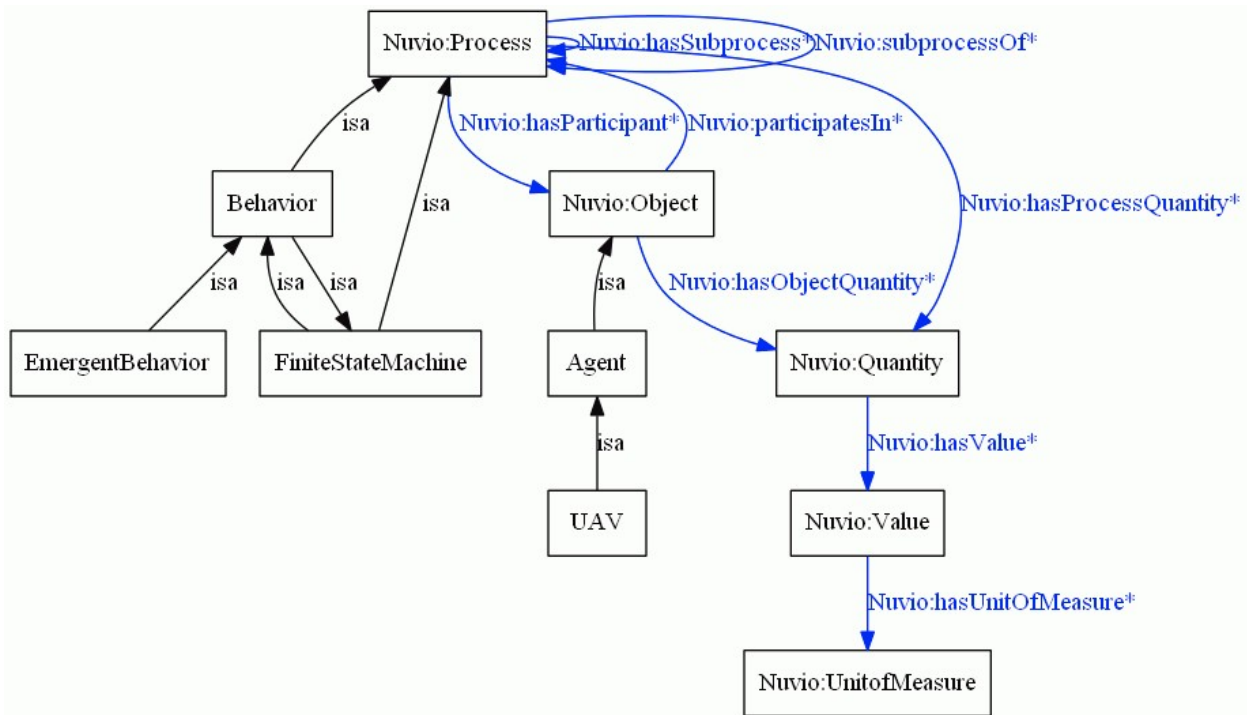 Nuvio:Process
Nuvio:hasSubprocess*
Nuvio:subprocessOf*
isa
Nuvio:hasParticipant*
Nuvio:participatesIn*
Behavior
isa
Nuvio:Object
Nuvio:hasProcessQuantity*
isa
isa
isa
isa
Nuvio:hasObjectQuantity*
EmergentBehavior
FiniteStateMachine
Agent
Nuvio:Quantity
isa
Nuvio:hasValue*
UAV
Nuvio:Value
Nuvio:hasUnitOfMeasure*
Nuvio:UnitofMeasure